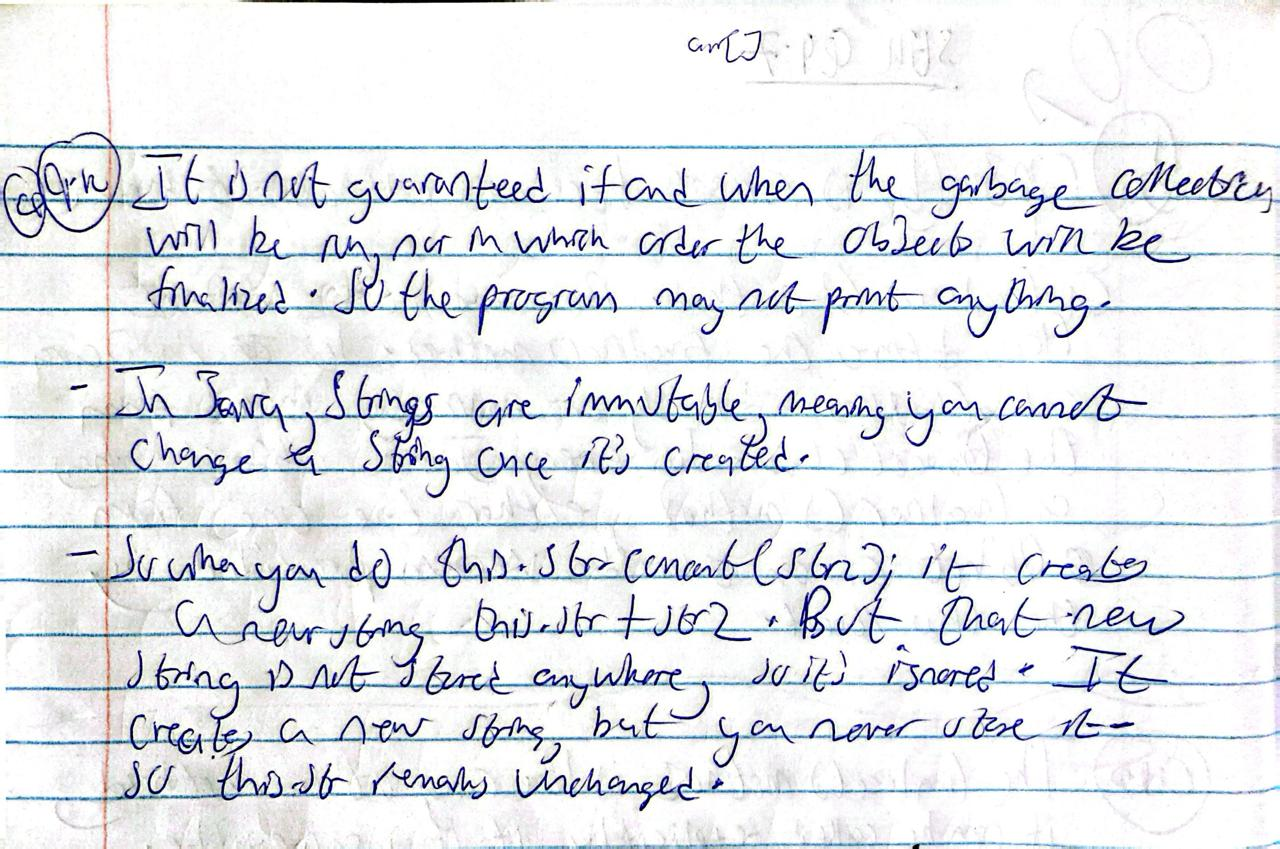 arr[]
It is not guaranteed if and when the garbage collection
will be run, nor in which order the objects will be
finalized. So the program may not print anything.
- In Java, Strings are immutable, meaning you cannot
change a String once it's created.
- So when you do this.str concat(str2); it creates
a new string this.str + str2. But that new
string is not stored anywhere, so it's ignored. It
creates a new string, but you never store it -
so this.str remains unchanged.